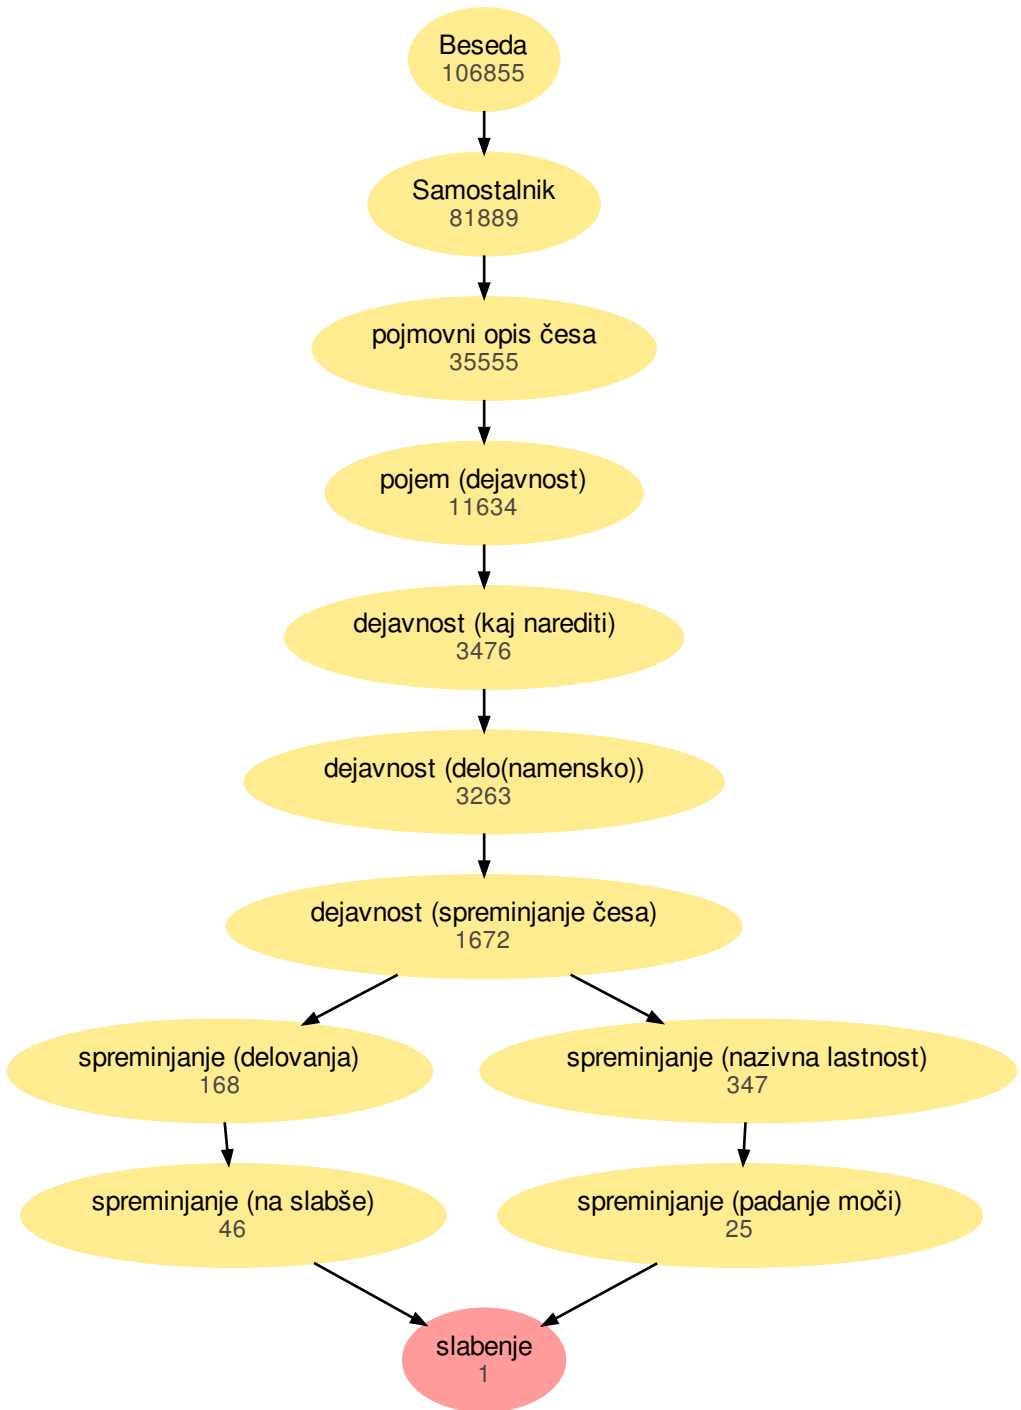 Beseda
106855
Samostalnik
81889
pojmovni opis česa
35555
pojem (dejavnost)
11634
dejavnost (kaj narediti)
3476
dejavnost (delo(namensko))
3263
dejavnost (spreminjanje česa)
1672
spreminjanje (delovanja)
168
spreminjanje (nazivna lastnost)
347
spreminjanje (na slabše)
46
spreminjanje (padanje moči)
25
slabenje
1